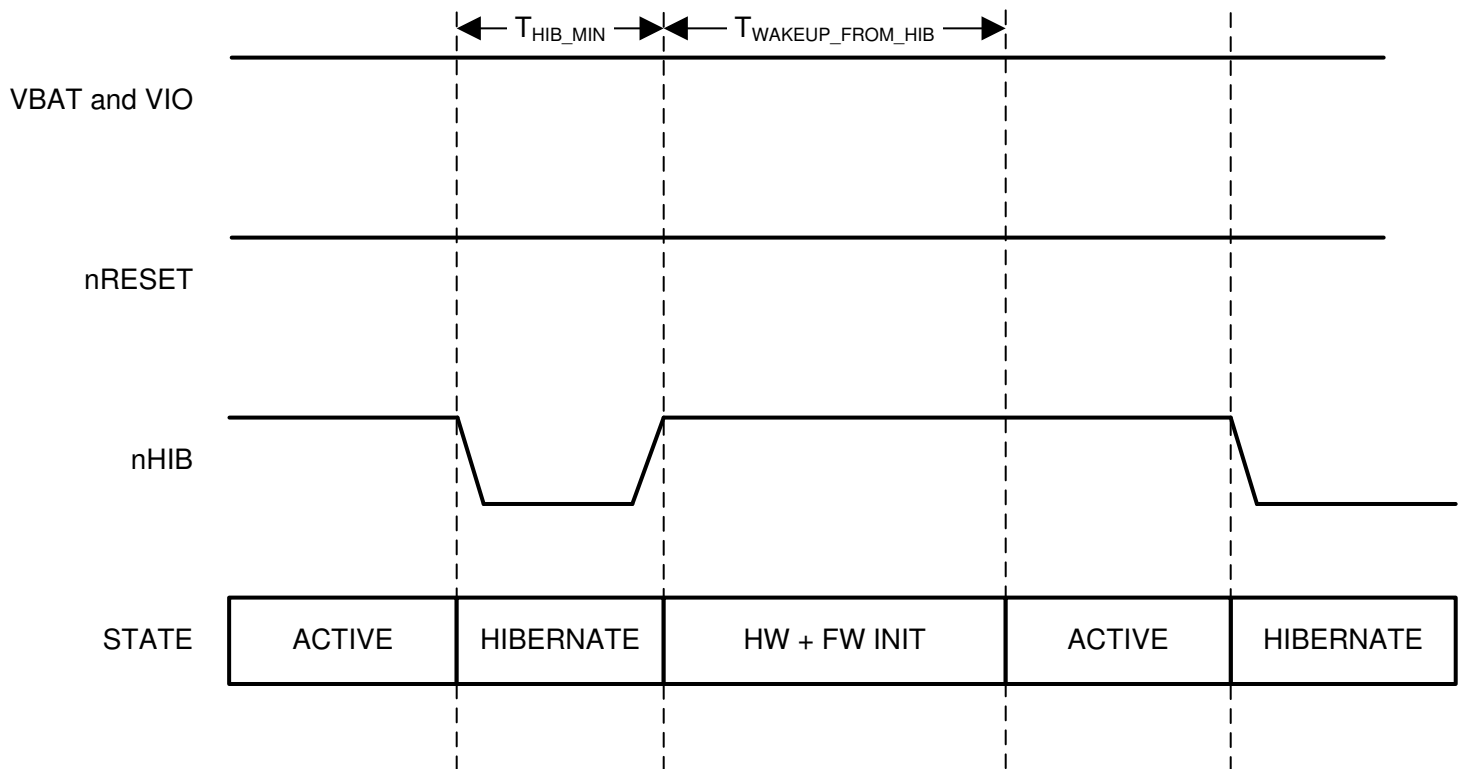 T_HIB_MIN T_WAKEUP_FROM_HIB
VBAT and VIO
nRESET
nHIB
STATE ACTIVE HIBERNATE HW + FW INIT ACTIVE HIBERNATE